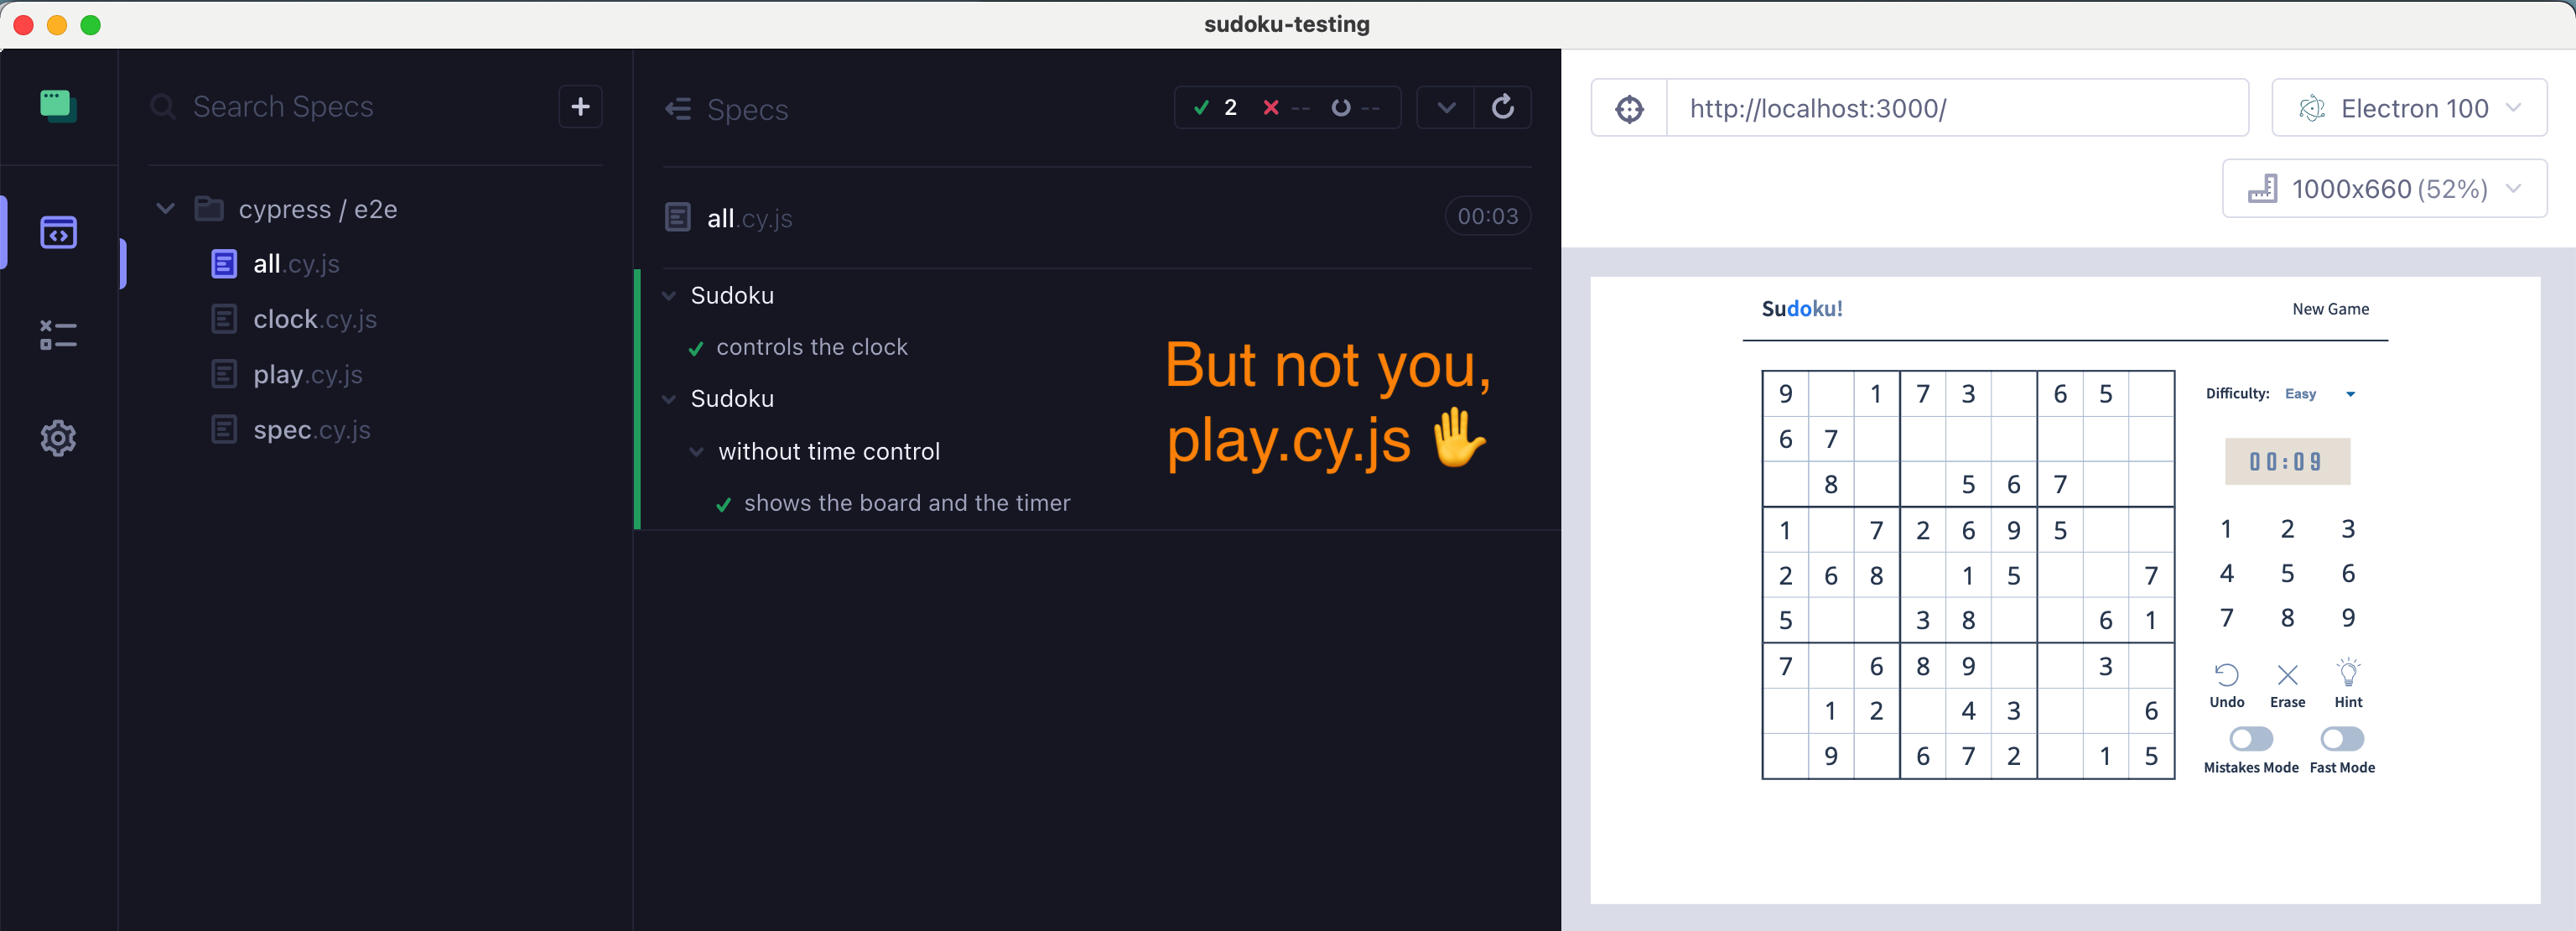 sudoku-testing
Search Specs
+
cypress / e2e
all.cy.js
clock.cy.js
play.cy.js
spec.cy.js
Specs
2 -- --
all.cy.js
00:03
Sudoku
controls the clock
Sudoku
without time control
shows the board and the timer
But not you,
play.cy.js ✋
http://localhost:3000/
Electron 100
1000x660 (52%)
Sudoku!
New Game
9 1 7 3 6 5
6 7
8 5 6 7
1 7 2 6 9 5
2 6 8 1 5 7
5 3 8 6 1
7 6 8 9 3
1 2 4 3 6
9 6 7 2 1 5
Difficulty: Easy
00:09
1 2 3
4 5 6
7 8 9
Undo Erase Hint
Mistakes Mode Fast Mode